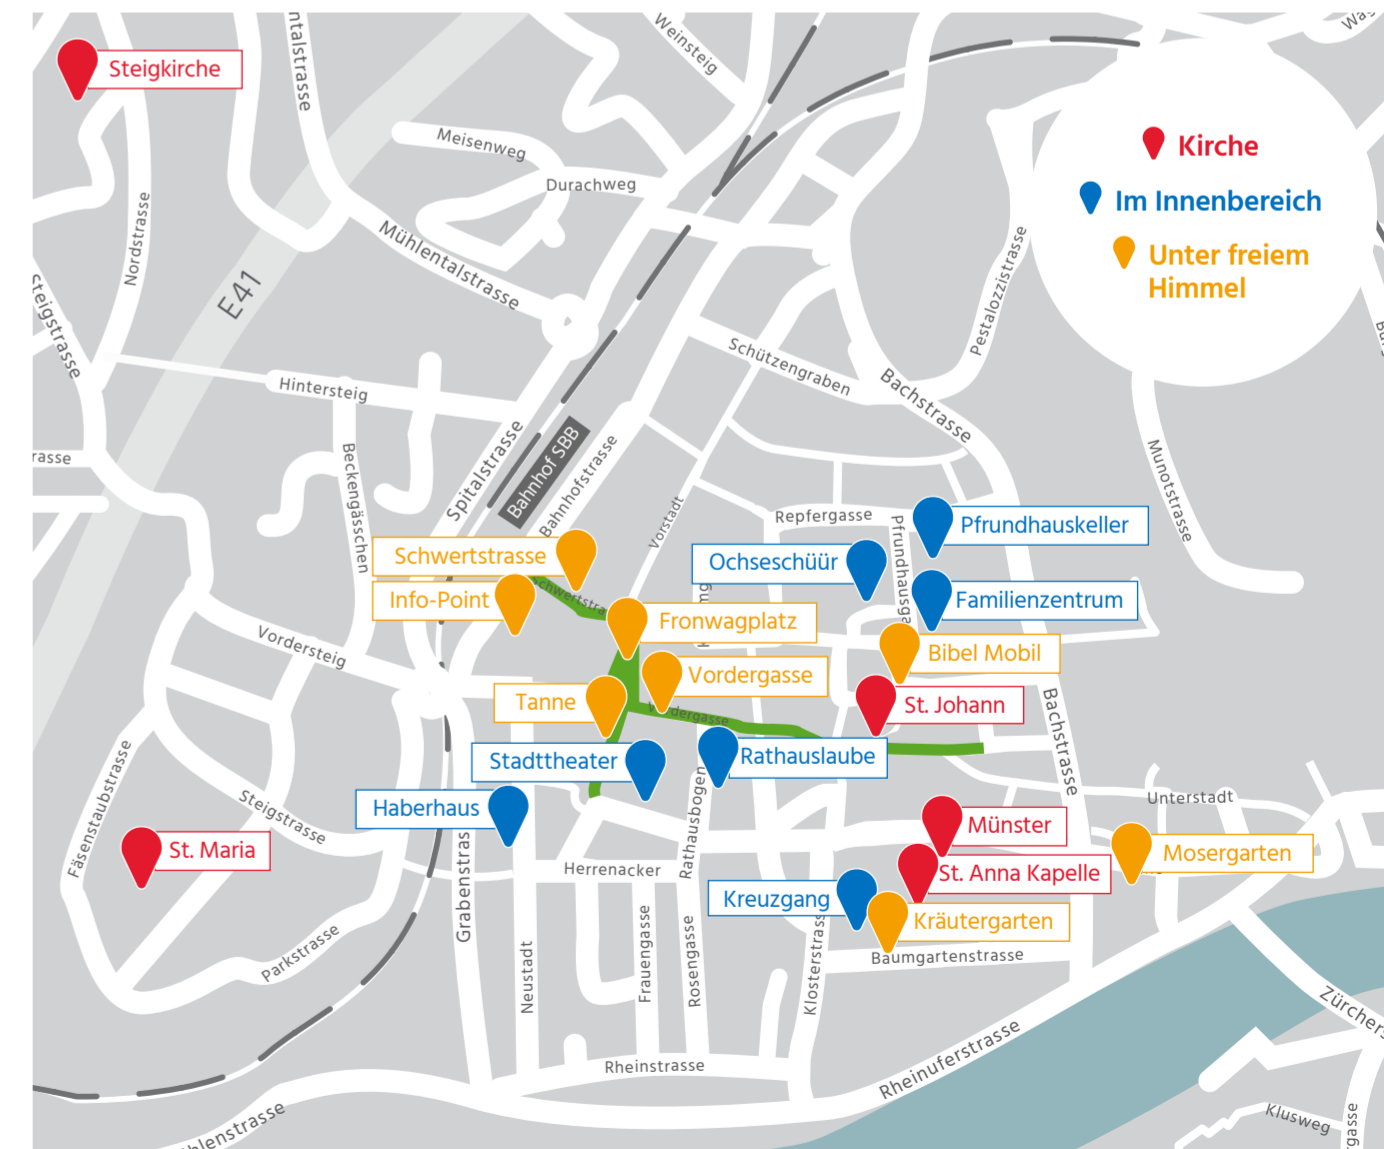 Weinsteig
Steigkirche
Kirche
Meisenweg
Im Innenbereich
Durachweg
Nordstrasse
Mühlentalstrasse
Unter freiem
Himmel
E41
Pestalozzistrasse
Schützengraben
Hintersteig
Bachstrasse
Spitalstrasse
Bahnhof SBB
Bahnhofstrasse
Beckengässchen
Munotstrasse
Vorstadt
Repfergasse
Pfrundhauskeller
Schwertstrasse
Ochseschüür
Info-Point
Familienzentrum
Fronwagplatz
Vordersteig
Bibel Mobil
Vordergasse
Tanne
St. Johann
Bachstrasse
Stadttheater
Rathauslaube
Fäsenstaubstrasse
Haberhaus
Steigstrasse
Rathausbogen
Unterstadt
Münster
St. Maria
Mosergarten
Herrenacker
St. Anna Kapelle
Kreuzgang
Kräutergarten
Parkstrasse
Neustadt
Frauengasse
Rosengasse
Baumgartenstrasse
Rheinstrasse
Rheinuferstrasse
Klusweg